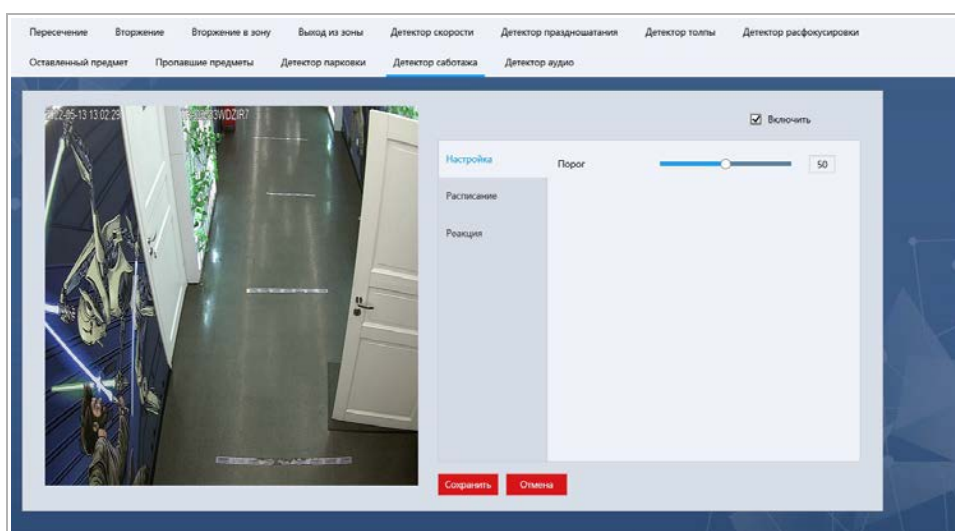 Пересечение Вторжение Вторжение в зону Выход из зоны Детектор скорости Детектор праздношатания Детектор толпы Детектор расфокусировки
Оставленный предмет Пропавшие предметы Детектор парковки Детектор саботажа Детектор аудио
2022-05-13 13:02:29
Включить
Настройка
Порог
50
Расписание
Реакция
Сохранить
Отмена